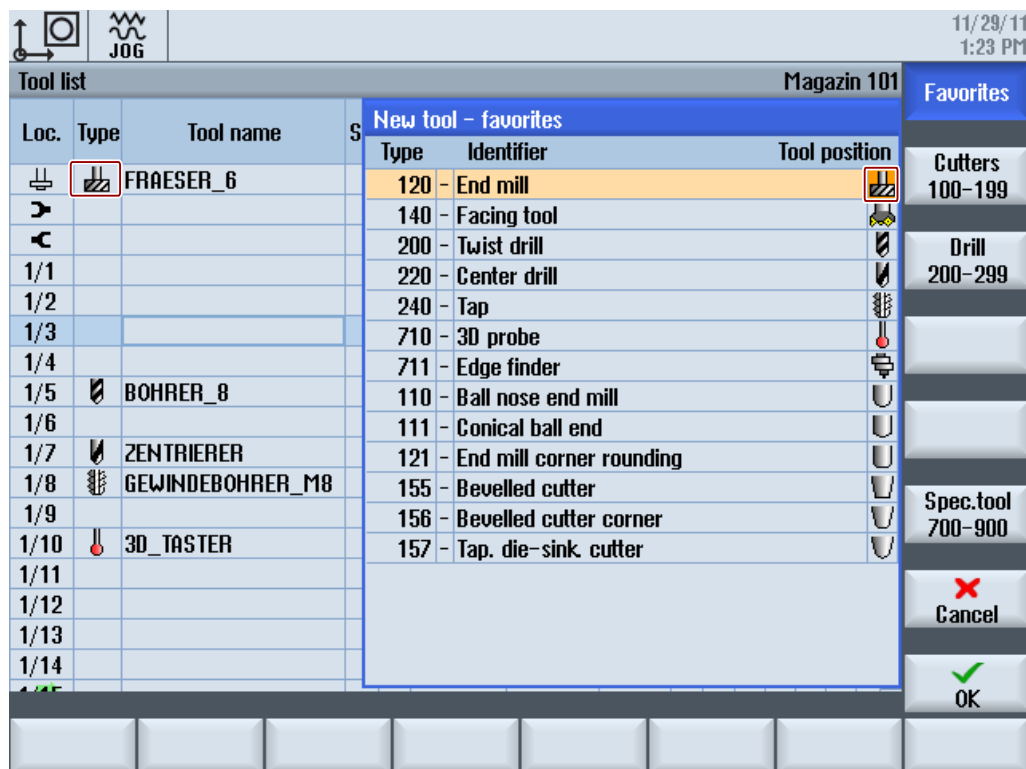 11/29/11
JOG
1:23 PM
Tool list
Magazin 101
Loc. Type Tool name S
FRAESER_6
1/1
1/2
1/3
1/4
1/5 BOHRER_8
1/6
1/7 ZENTRIERER
1/8 GEWINDEBOHRER_M8
1/9
1/10 3D_TASTER
1/11
1/12
1/13
1/14
New tool - favorites
Type Identifier Tool position
120 - End mill
140 - Facing tool
200 - Twist drill
220 - Center drill
240 - Tap
710 - 3D probe
711 - Edge finder
110 - Ball nose end mill
111 - Conical ball end
121 - End mill corner rounding
155 - Bevelled cutter
156 - Bevelled cutter corner
157 - Tap. die-sink. cutter
Favorites
Cutters
100-199
Drill
200-299
Spec.tool
700-900
Cancel
OK